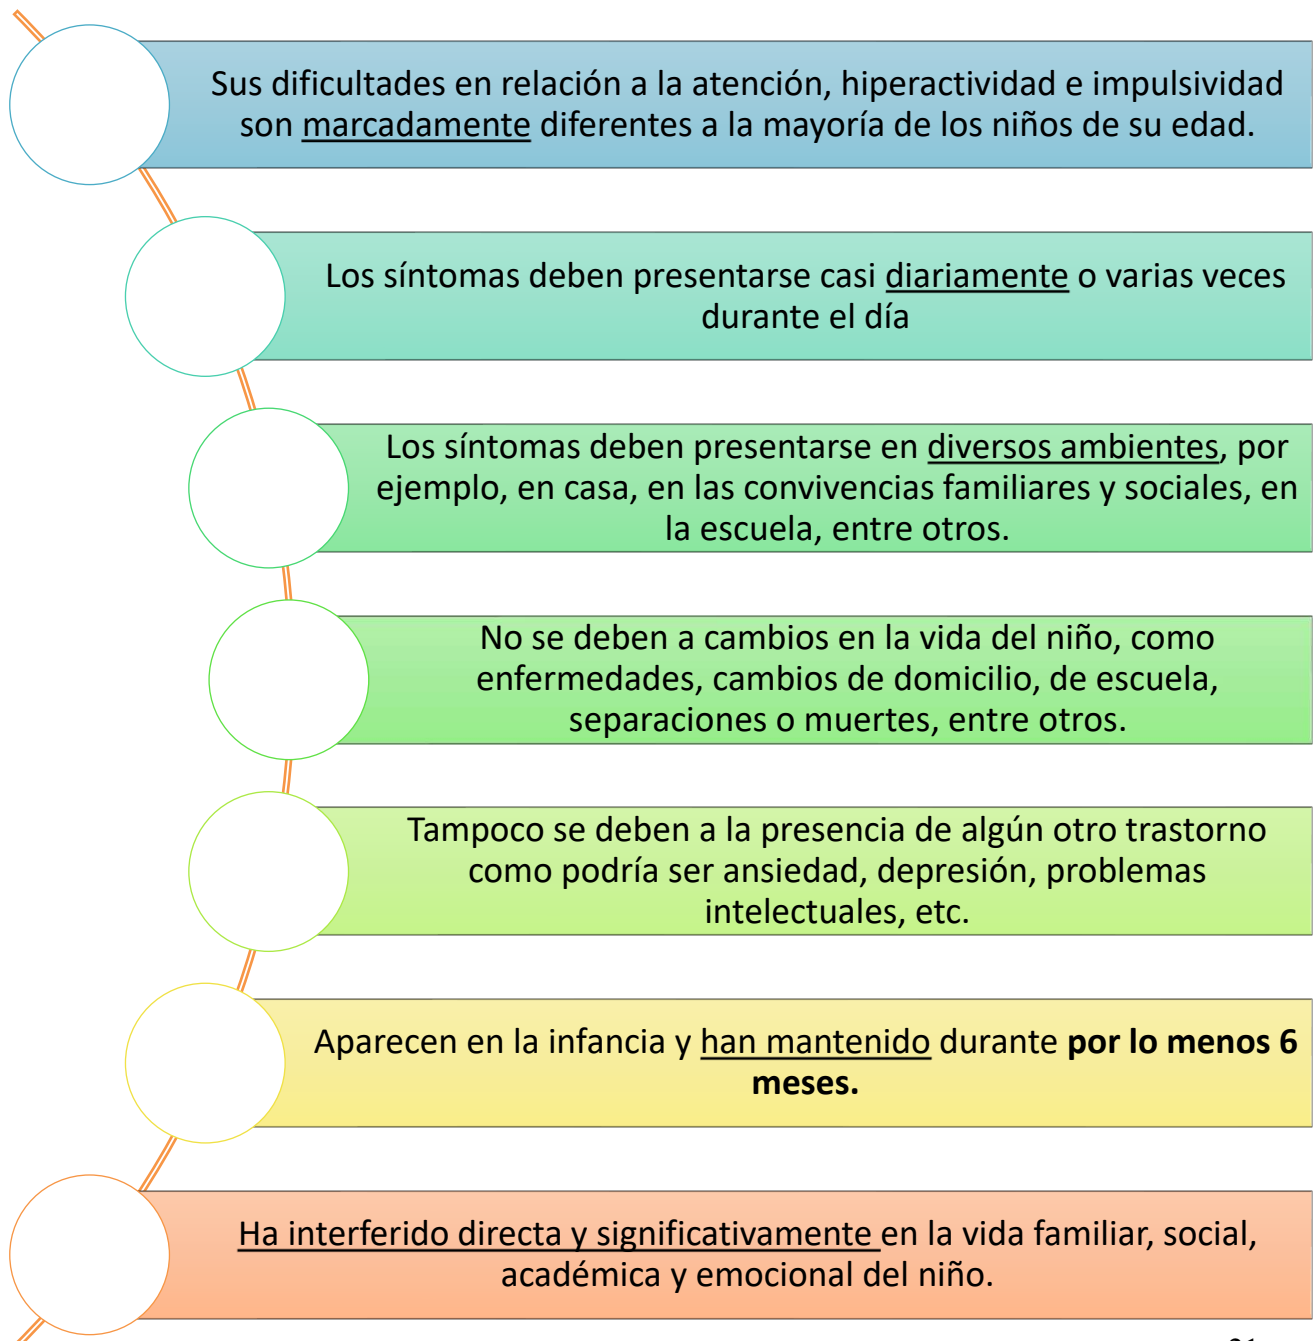 Sus dificultades en relación a la atención, hiperactividad e impulsividad
son marcadamente diferentes a la mayoría de los niños de su edad.
Los síntomas deben presentarse casi diariamente o varias veces
durante el día
Los síntomas deben presentarse en diversos ambientes, por
ejemplo, en casa, en las convivencias familiares y sociales, en
la escuela, entre otros.
No se deben a cambios en la vida del niño, como
enfermedades, cambios de domicilio, de escuela,
separaciones o muertes, entre otros.
Tampoco se deben a la presencia de algún otro trastorno
como podría ser ansiedad, depresión, problemas
intelectuales, etc.
Aparecen en la infancia y han mantenido durante por lo menos 6
meses.
Ha interferido directa y significativamente en la vida familiar, social,
académica y emocional del niño.